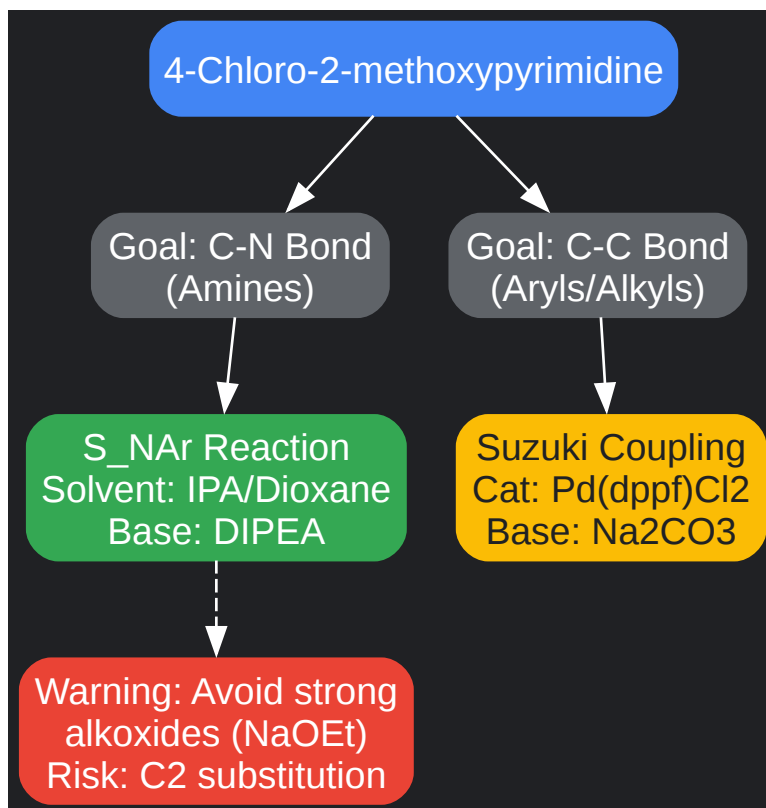 4-Chloro-2-methoxypyrimidine
Goal: C-N Bond
(Amines)
Goal: C-C Bond
(Aryls/Alkyls)
S_NAr Reaction
Solvent: IPA/Dioxane
Base: DIPEA
Suzuki Coupling
Cat: Pd(dppf)Cl2
Base: Na2CO3
Warning: Avoid strong
alkoxides (NaOEt)
Risk: C2 substitution